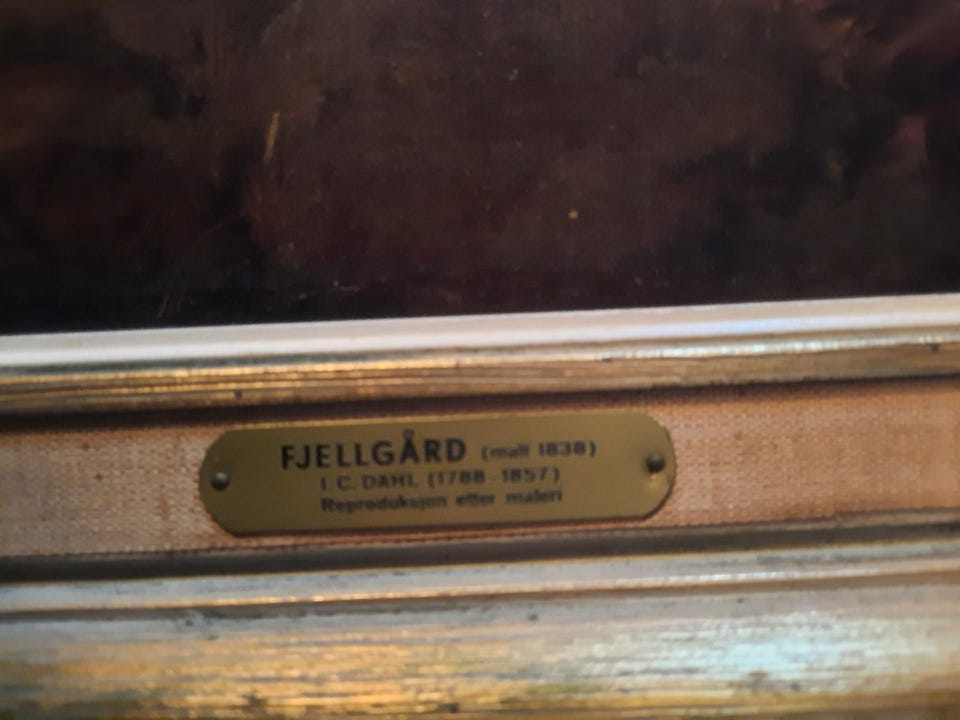 FJELLGÅRD (malt 1838)
I. C. DAHL (1788 - 1857)
Reproduksjon etter maleri